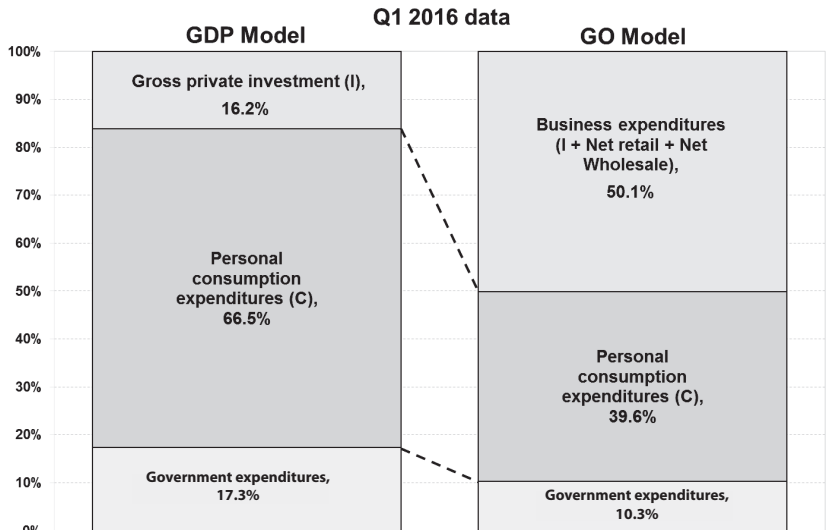 Q1 2016 data
GDP Model
GO Model
100%
90%
80%
70%
60%
50%
40%
30%
20%
10%
0%
Gross private investment (I),
16.2%
Personal
consumption
expenditures (C),
66.5%
Government expenditures,
17.3%
Business expenditures
(I + Net retail + Net
Wholesale),
50.1%
Personal
consumption
expenditures (C),
39.6%
Government expenditures,
10.3%